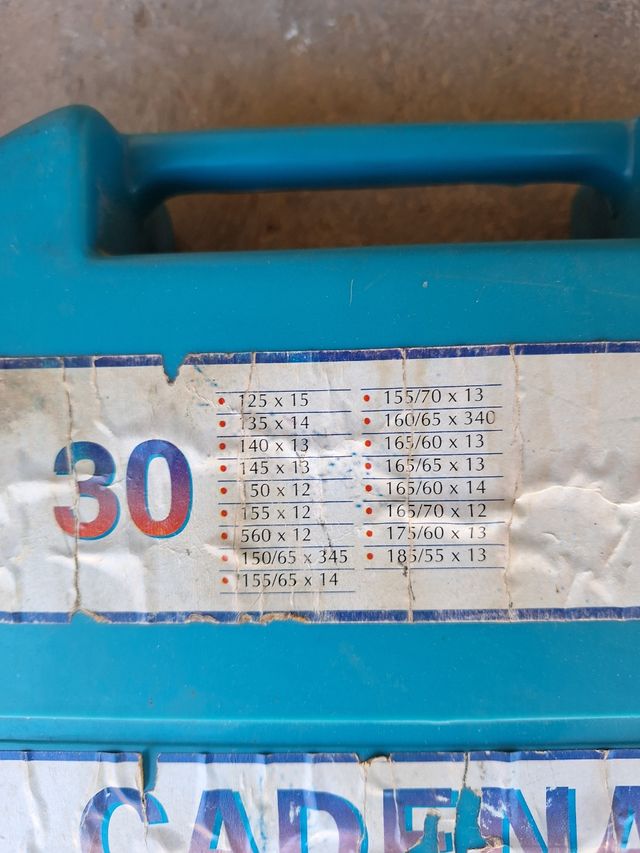 30
• 125 x 15
• 135 x 14
• 140 x 13
• 145 x 13
• 150 x 12
• 155 x 12
• 560 x 12
• 150/65 x 345
• 155/65 x 14
• 155/70 x 13
• 160/65 x 340
• 165/60 x 13
• 165/65 x 13
• 165/60 x 14
• 165/70 x 12
• 175/60 x 13
• 185/55 x 13
CADENA